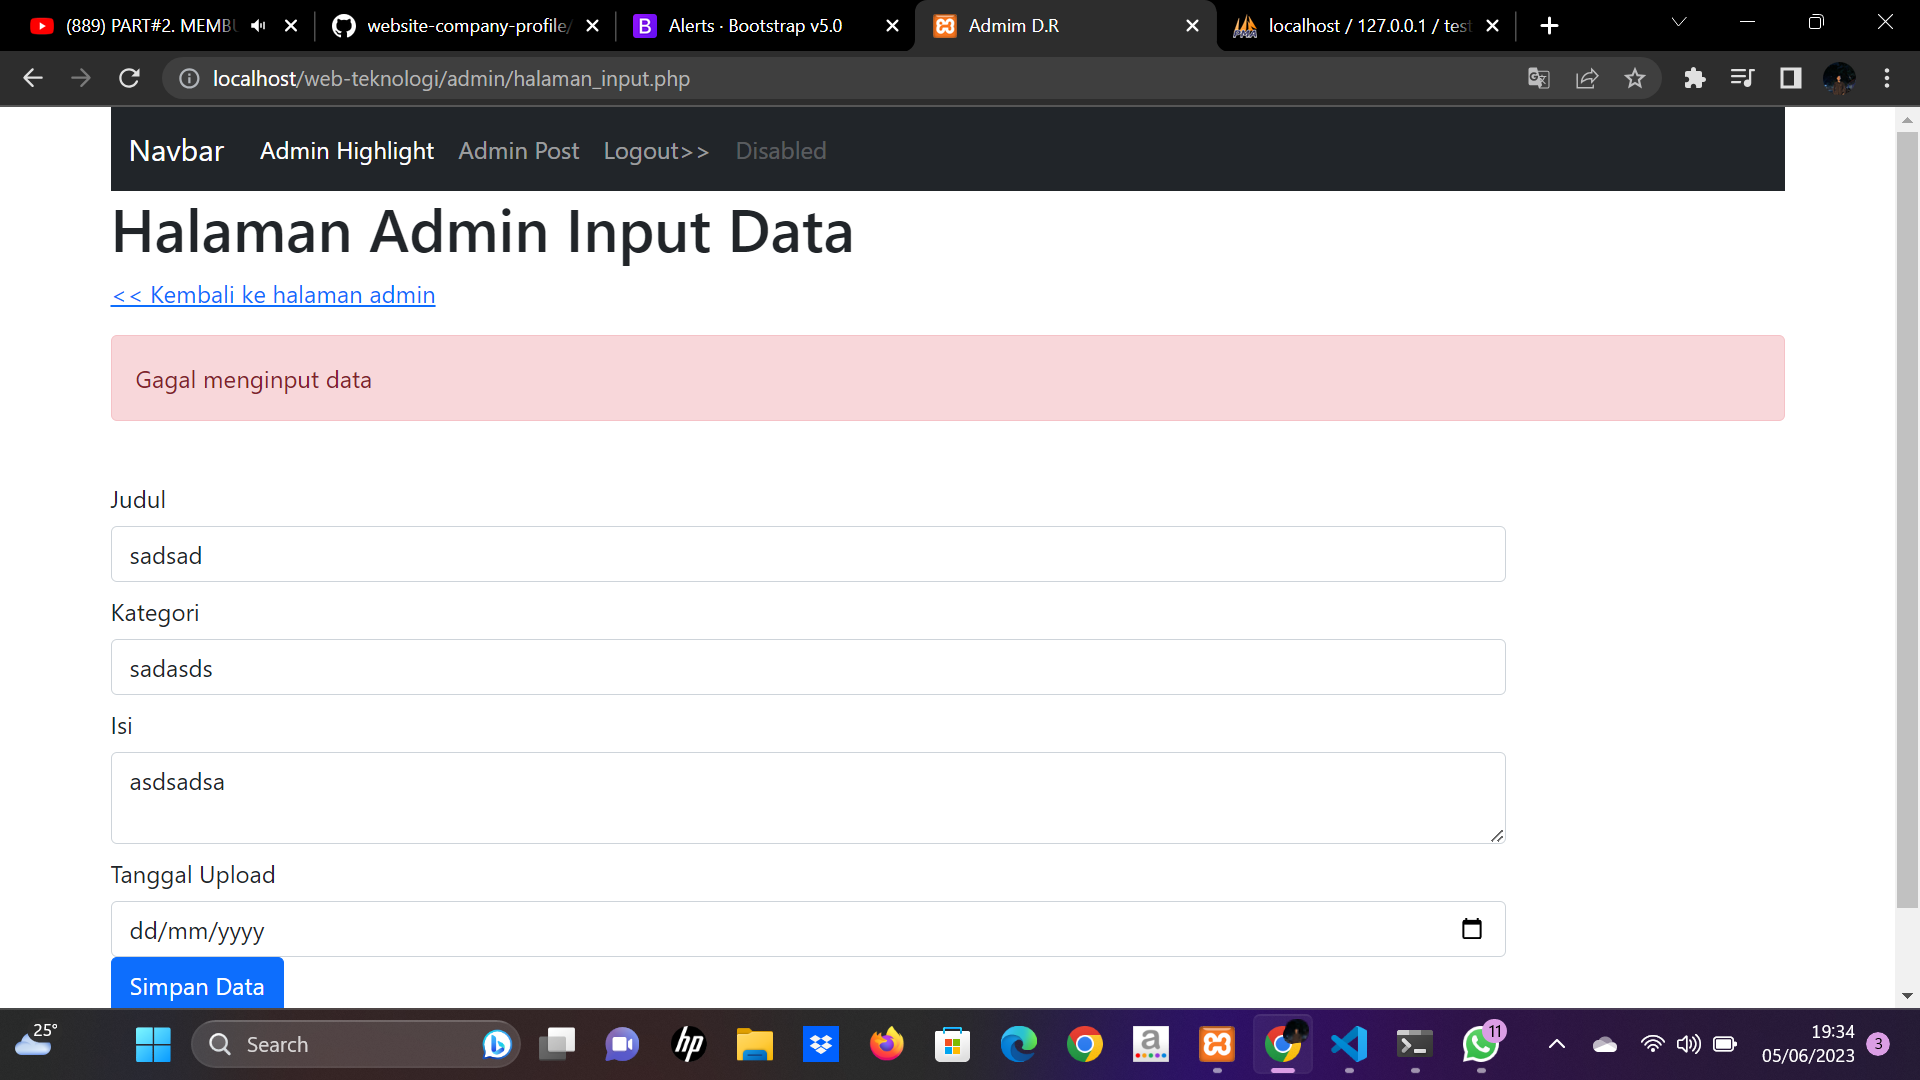 (889) PART#2. MEMBU
website-company-profile/
Alerts · Bootstrap v5.0
Admim D.R
localhost / 127.0.0.1 / test
localhost/web-teknologi/admin/halaman_input.php
Navbar Admin Highlight Admin Post Logout>> Disabled
Halaman Admin Input Data
<< Kembali ke halaman admin
Gagal menginput data
Judul
sadsad
Kategori
sadasds
Isi
asdsadsa
Tanggal Upload
dd/mm/yyyy
Simpan Data
25°
Search
hp
a
11
19:34
05/06/2023
3